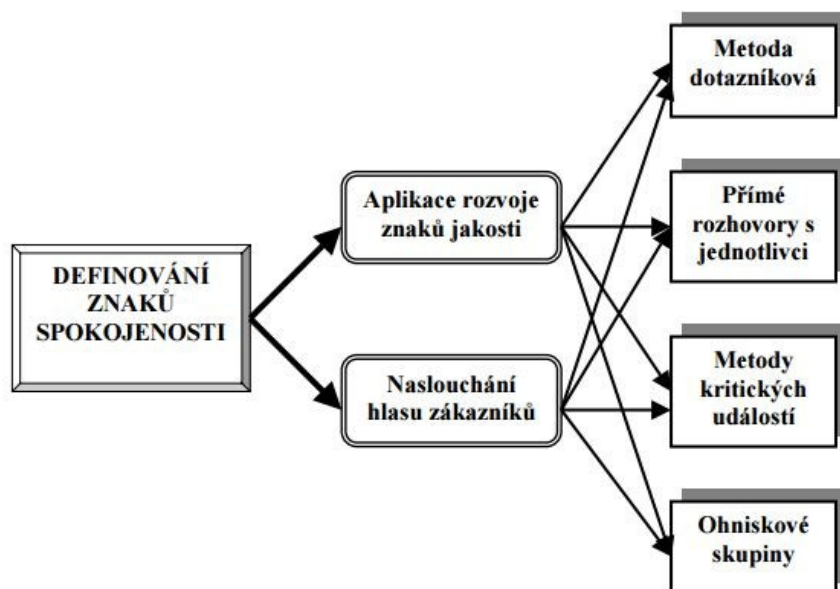 DEFINOVÁNÍ
ZNAKŮ
SPOKOJENOSTI
Aplikace rozvoje
znaků jakosti
Naslouchání
hlasu zákazníků
Metoda
dotazníková
Přímé
rozhovory s
jednotlivci
Metody
kritických
událostí
Ohniskové
skupiny